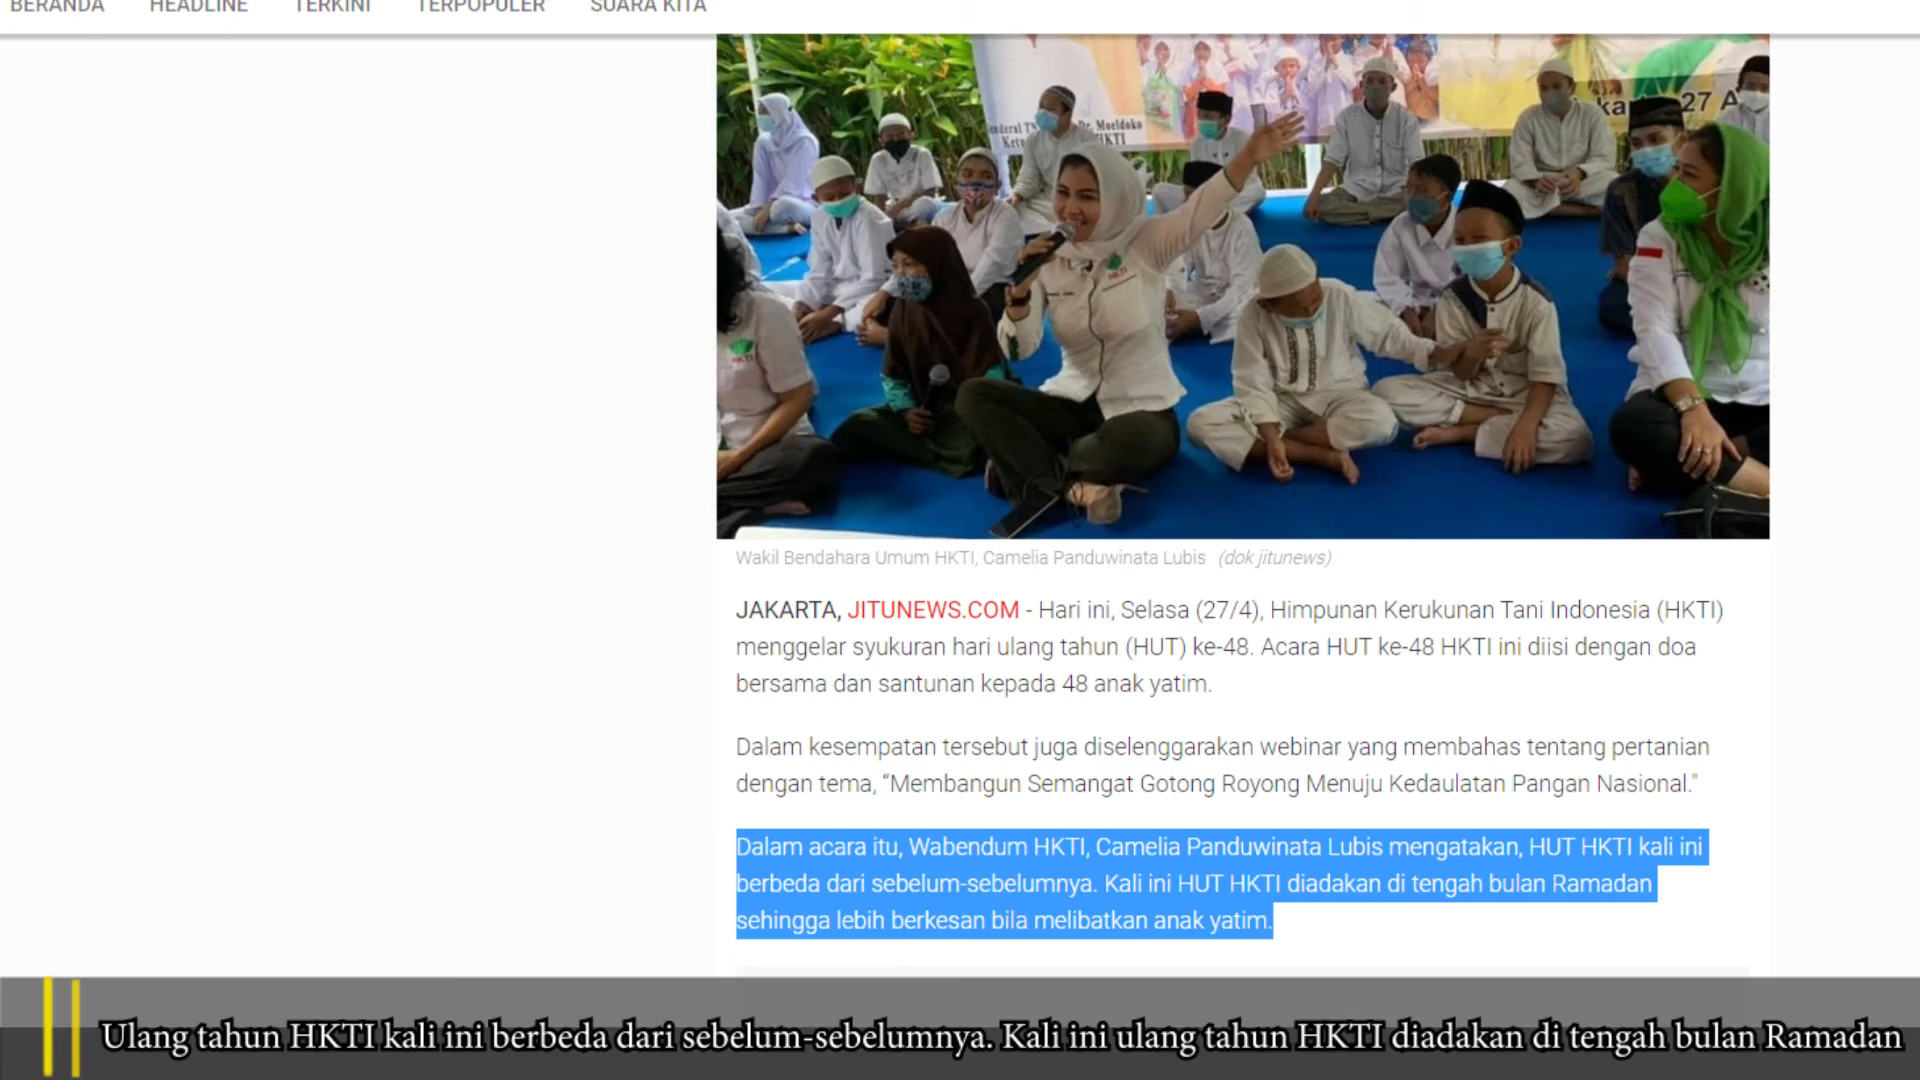 BERANDA HEADLINE TERKINI TERPOPULER SUARA KITA
Dr. Moeldoko
HKTI
27 A
HKTI
HKTI
Wakil Bendahara Umum HKTI, Camelia Panduwinata Lubis (dok jitunews)
JAKARTA, JITUNEWS.COM - Hari ini, Selasa (27/4), Himpunan Kerukunan Tani Indonesia (HKTI)
menggelar syukuran hari ulang tahun (HUT) ke-48. Acara HUT ke-48 HKTI ini diisi dengan doa
bersama dan santunan kepada 48 anak yatim.
Dalam kesempatan tersebut juga diselenggarakan webinar yang membahas tentang pertanian
dengan tema, “Membangun Semangat Gotong Royong Menuju Kedaulatan Pangan Nasional."
Dalam acara itu, Wabendum HKTI, Camelia Panduwinata Lubis mengatakan, HUT HKTI kali ini
berbeda dari sebelum-sebelumnya. Kali ini HUT HKTI diadakan di tengah bulan Ramadan
sehingga lebih berkesan bila melibatkan anak yatim.
Ulang tahun HKTI kali ini berbeda dari sebelum-sebelumnya. Kali ini ulang tahun HKTI diadakan di tengah bulan Ramadan